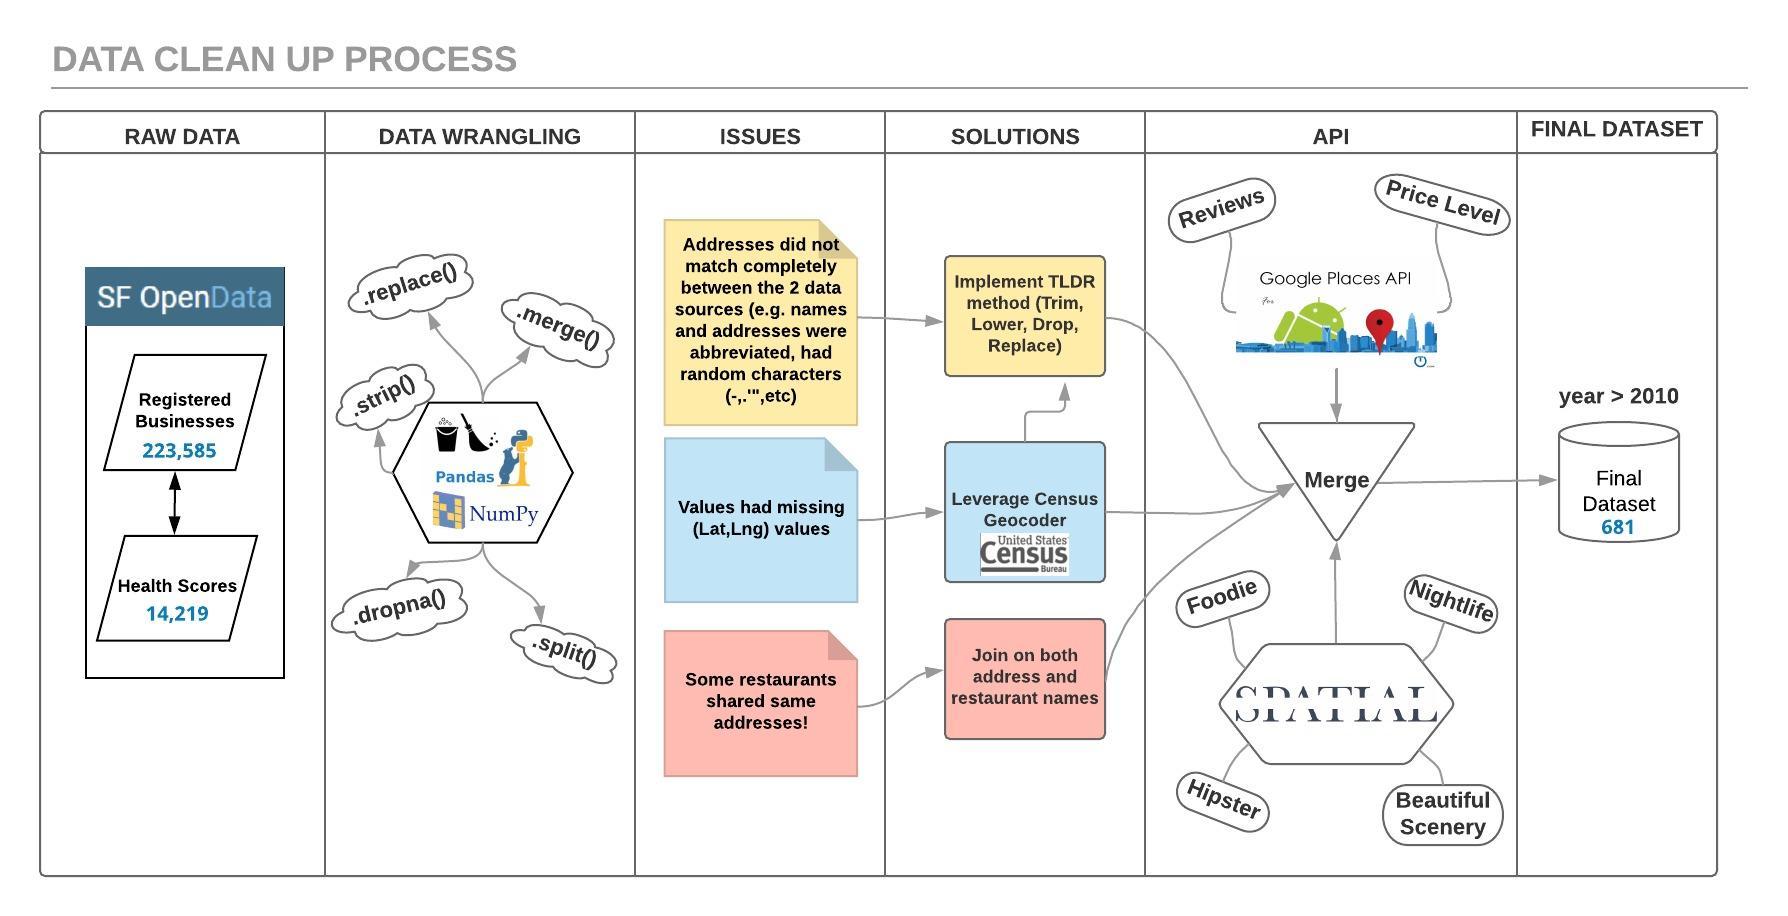 DATA CLEAN UP PROCESS
RAW DATA
DATA WRANGLING
ISSUES
SOLUTIONS
API
FINAL DATASET
SF OpenData
Registered
Businesses
223,585
Health Scores
14,219
.replace()
.merge()
.strip()
Pandas
NumPy
.dropna()
.split()
Addresses did not
match completely
between the 2 data
sources (e.g. names
and addresses were
abbreviated, had
random characters
(-,.'",etc)
Values had missing
(Lat,Lng) values
Some restaurants
shared same
addresses!
Implement TLDR
method (Trim,
Lower, Drop,
Replace)
Leverage Census
Geocoder
United States
Census
Bureau
Join on both
address and
restaurant names
Reviews
Price Level
Google Places API
For
Merge
Foodie
Nightlife
SPATIAL
Hipster
Beautiful
Scenery
year > 2010
Final
Dataset
681